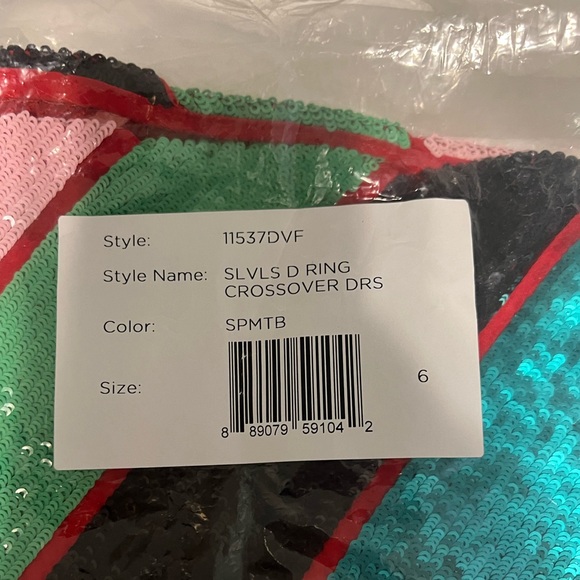 Style: 11537DVF
Style Name: SLVLS D RING
CROSSOVER DRS
Color: SPMTB
Size: 6
8 89079 59104 2